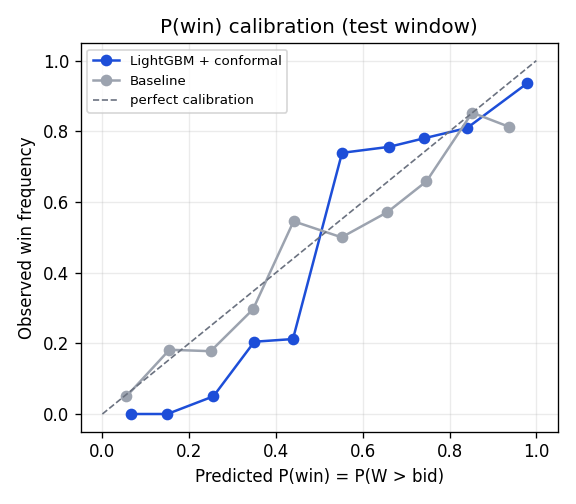 P(win) calibration (test window)
LightGBM + conformal
Baseline
perfect calibration
1.0
0.8
0.6
0.4
0.2
0.0
Observed win frequency
0.0 0.2 0.4 0.6 0.8 1.0
Predicted P(win) = P(W > bid)